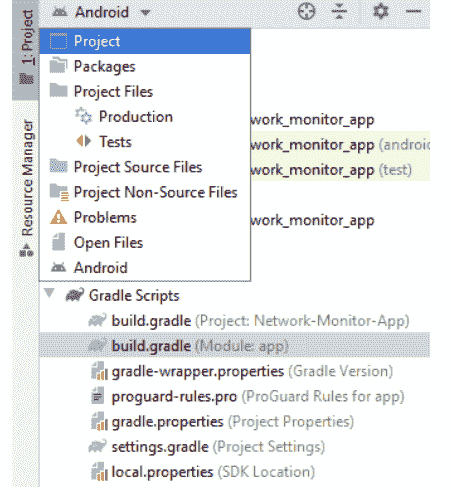 1: Project
Resource Manager
Android
Project
Packages
Project Files
Production
Tests
Project Source Files
Project Non-Source Files
Problems
Open Files
Android
work_monitor_app
work_monitor_app (android
work_monitor_app (test)
work_monitor_app
Gradle Scripts
build.gradle (Project: Network-Monitor-App)
build.gradle (Module: app)
gradle-wrapper.properties (Gradle Version)
proguard-rules.pro (ProGuard Rules for app)
gradle.properties (Project Properties)
settings.gradle (Project Settings)
local.properties (SDK Location)